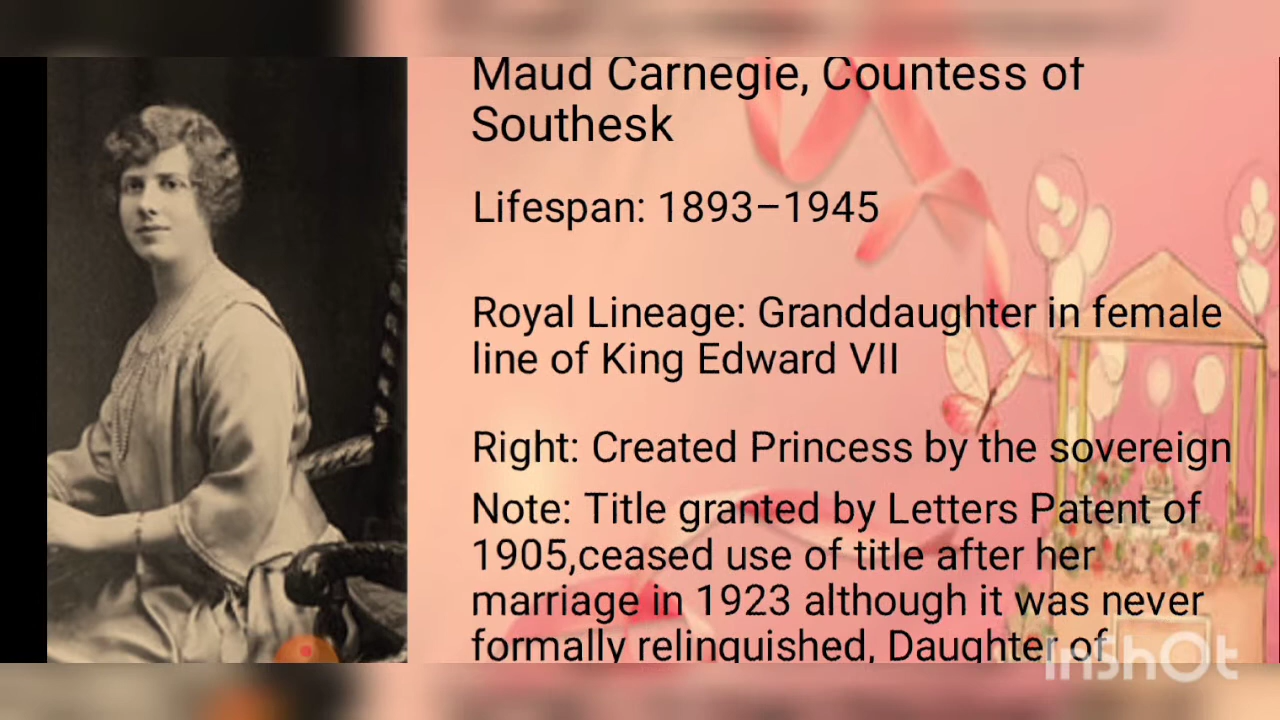 Maud Carnegie, Countess of
Southesk
Lifespan: 1893–1945
Royal Lineage: Granddaughter in female
line of King Edward VII
Right: Created Princess by the sovereign
Note: Title granted by Letters Patent of
1905,ceased use of title after her
marriage in 1923 although it was never
formally relinquished, Daughter of
InShOt